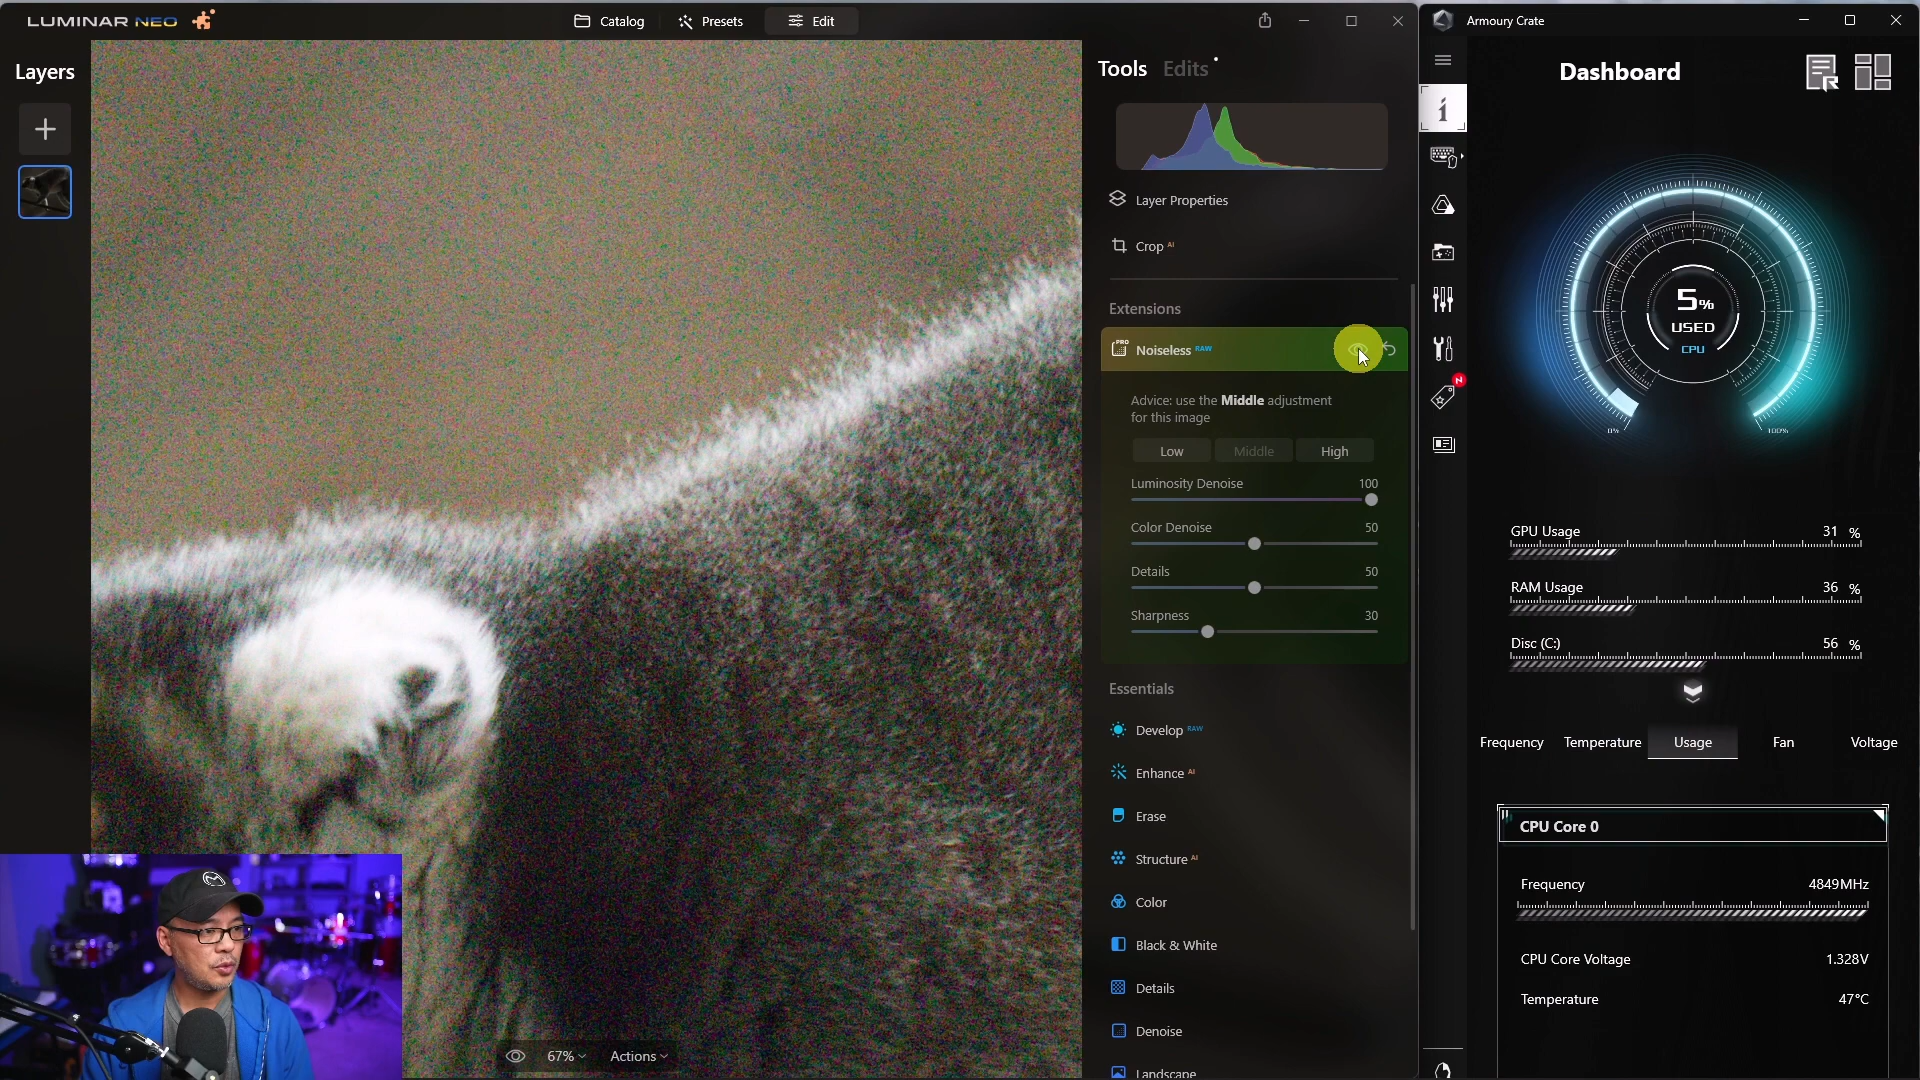 LUMINAR NEO
Catalog
Presets
Edit
Layers
Tools
Edits
Layer Properties
Crop AI
Extensions
PRO
Noiseless RAW
Advice: use the Middle adjustment
for this image
Low
Middle
High
Luminosity Denoise 100
Color Denoise 50
Details 50
Sharpness 30
Essentials
Develop RAW
Enhance AI
Erase
Structure AI
Color
Black & White
Details
Denoise
Landscape
67%
Actions
Armoury Crate
Dashboard
N
5%
USED
CPU
0%
100%
GPU Usage 31 %
RAM Usage 36 %
Disc (C:) 56 %
Frequency
Temperature
Usage
Fan
Voltage
CPU Core 0
Frequency 4849MHz
CPU Core Voltage 1.328V
Temperature 47°C